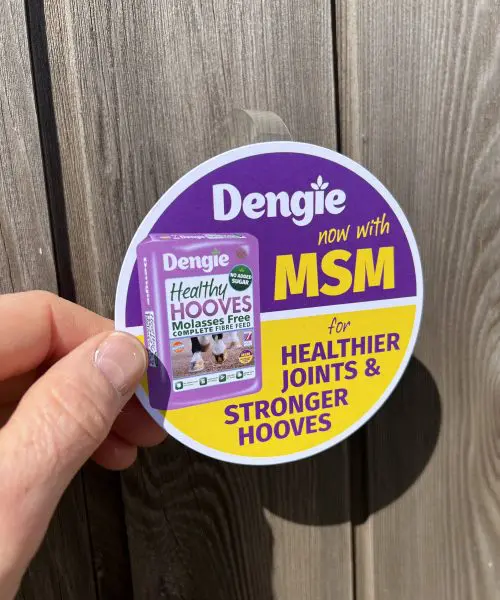 Dengie
now with
MSM
for
HEALTHIER
JOINTS &
STRONGER
HOOVES
Dengie
NO ADDED
SUGAR
Healthy
HOOVES
Molasses Free
COMPLETE FIBRE FEED